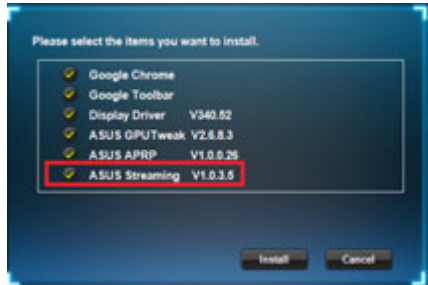 Please select the items you want to install.
Google Chrome
Google Toolbar
Display Driver V340.52
ASUS GPUTweak V2.6.8.3
ASUS APRP V1.0.0.26
ASUS Streaming V1.0.3.5
Install Cancel